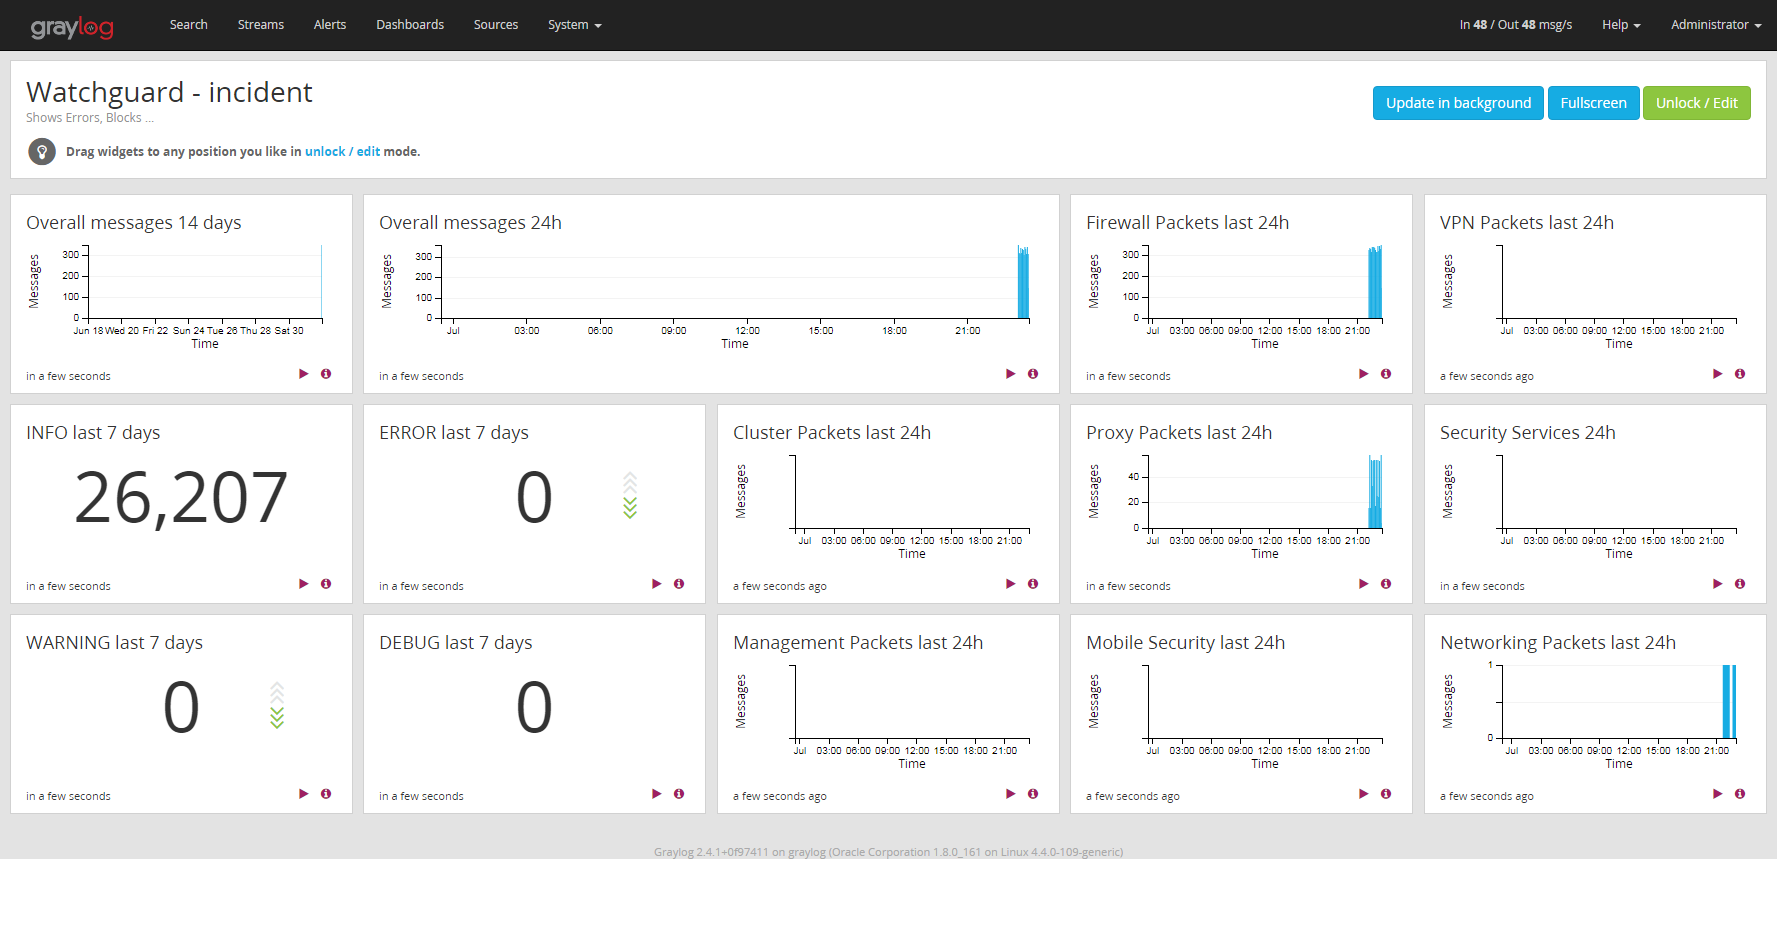 graylog Search Streams Alerts Dashboards Sources System In 48 / Out 48 msg/s Help Administrator
Watchguard - incident
Shows Errors, Blocks ...
Update in background Fullscreen Unlock / Edit
Drag widgets to any position you like in unlock / edit mode.
Overall messages 14 days
Messages
300
200
100
0
Jun 18 Wed 20 Fri 22 Sun 24 Tue 26 Thu 28 Sat 30
Time
in a few seconds
Overall messages 24h
Messages
300
200
100
0
Jul 03:00 06:00 09:00 12:00 15:00 18:00 21:00
Time
in a few seconds
Firewall Packets last 24h
Messages
300
200
100
0
Jul 03:00 06:00 09:00 12:00 15:00 18:00 21:00
Time
in a few seconds
VPN Packets last 24h
Messages
Jul 03:00 06:00 09:00 12:00 15:00 18:00 21:00
Time
a few seconds ago
INFO last 7 days
26,207
in a few seconds
ERROR last 7 days
0
in a few seconds
Cluster Packets last 24h
Messages
Jul 03:00 06:00 09:00 12:00 15:00 18:00 21:00
Time
a few seconds ago
Proxy Packets last 24h
Messages
40
20
0
Jul 03:00 06:00 09:00 12:00 15:00 18:00 21:00
Time
in a few seconds
Security Services 24h
Messages
Jul 03:00 06:00 09:00 12:00 15:00 18:00 21:00
Time
in a few seconds
WARNING last 7 days
0
in a few seconds
DEBUG last 7 days
0
in a few seconds
Management Packets last 24h
Messages
Jul 03:00 06:00 09:00 12:00 15:00 18:00 21:00
Time
a few seconds ago
Mobile Security last 24h
Messages
Jul 03:00 06:00 09:00 12:00 15:00 18:00 21:00
Time
a few seconds ago
Networking Packets last 24h
Messages
1
0
Jul 03:00 06:00 09:00 12:00 15:00 18:00 21:00
Time
a few seconds ago
Graylog 2.4.1+0f97411 on graylog (Oracle Corporation 1.8.0_161 on Linux 4.4.0-109-generic)